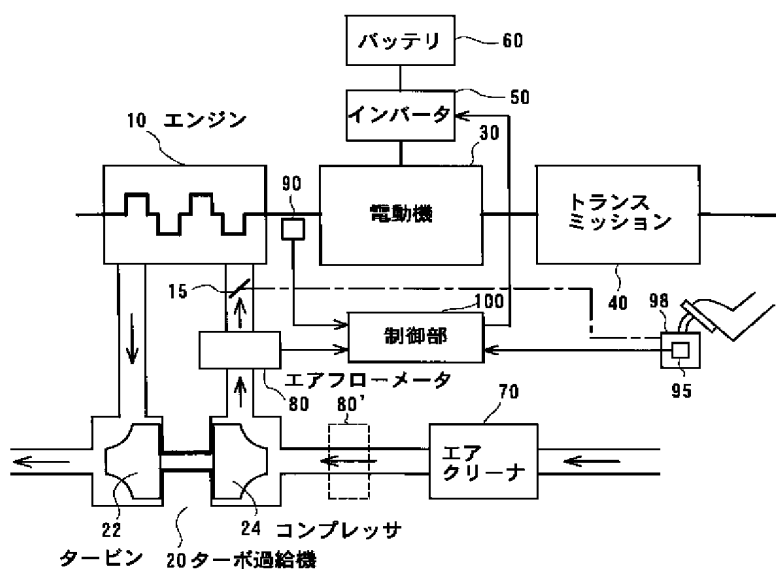 バッテリ
60
50
インバータ
10 エンジン
30
90
電動機
トランス
ミッション
15
100
40
98
制御部
エアフローメータ
80
80'
70
95
エア
クリーナ
22
24 コンプレッサ
タービン
20ターボ過給機